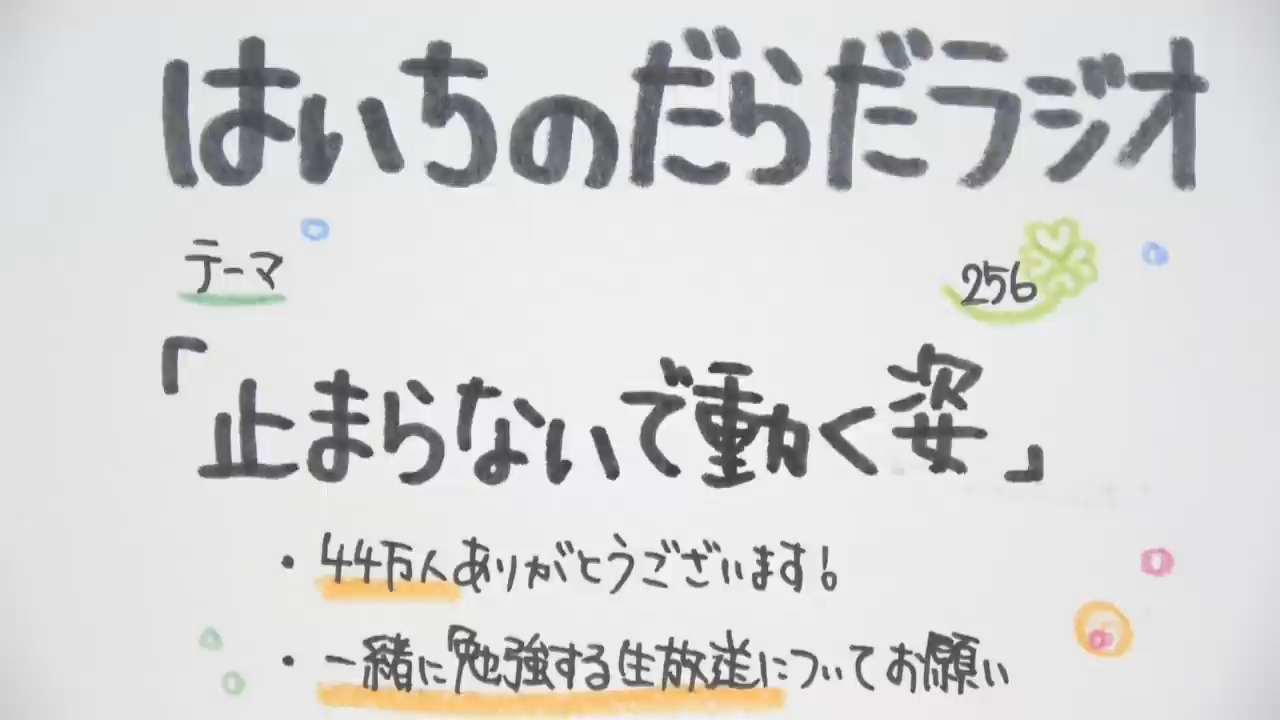 はいちのだらだラジオ
テーマ
256
「止まらないで動く姿」
・44万人ありがとうございます!
・一緒に勉強する生放送についてお願い